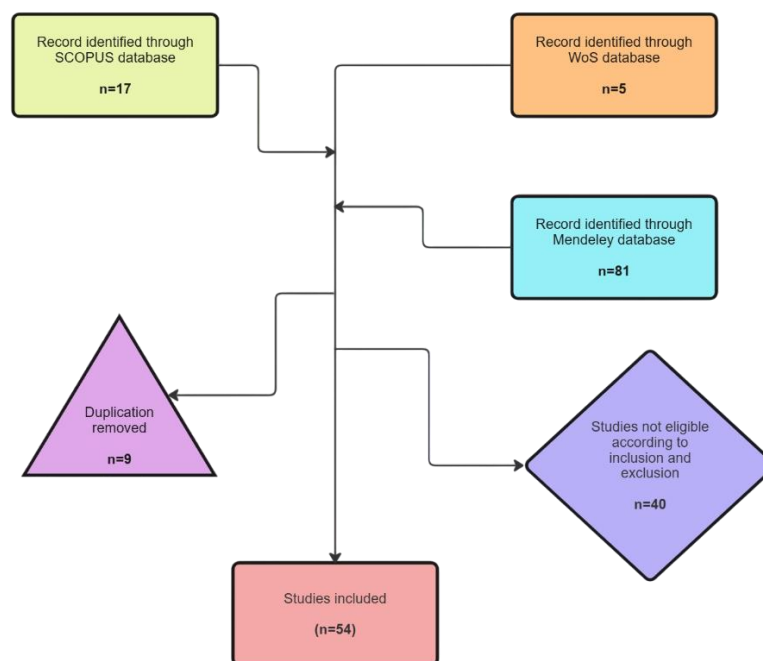 Record identified through
SCOPUS database
n=17
Record identified through
WoS database
n=5
Record identified through
Mendeley database
n=81
Duplication
removed
n=9
Studies not eligible
according to
inclusion and
exclusion
n=40
Studies included
(n=54)